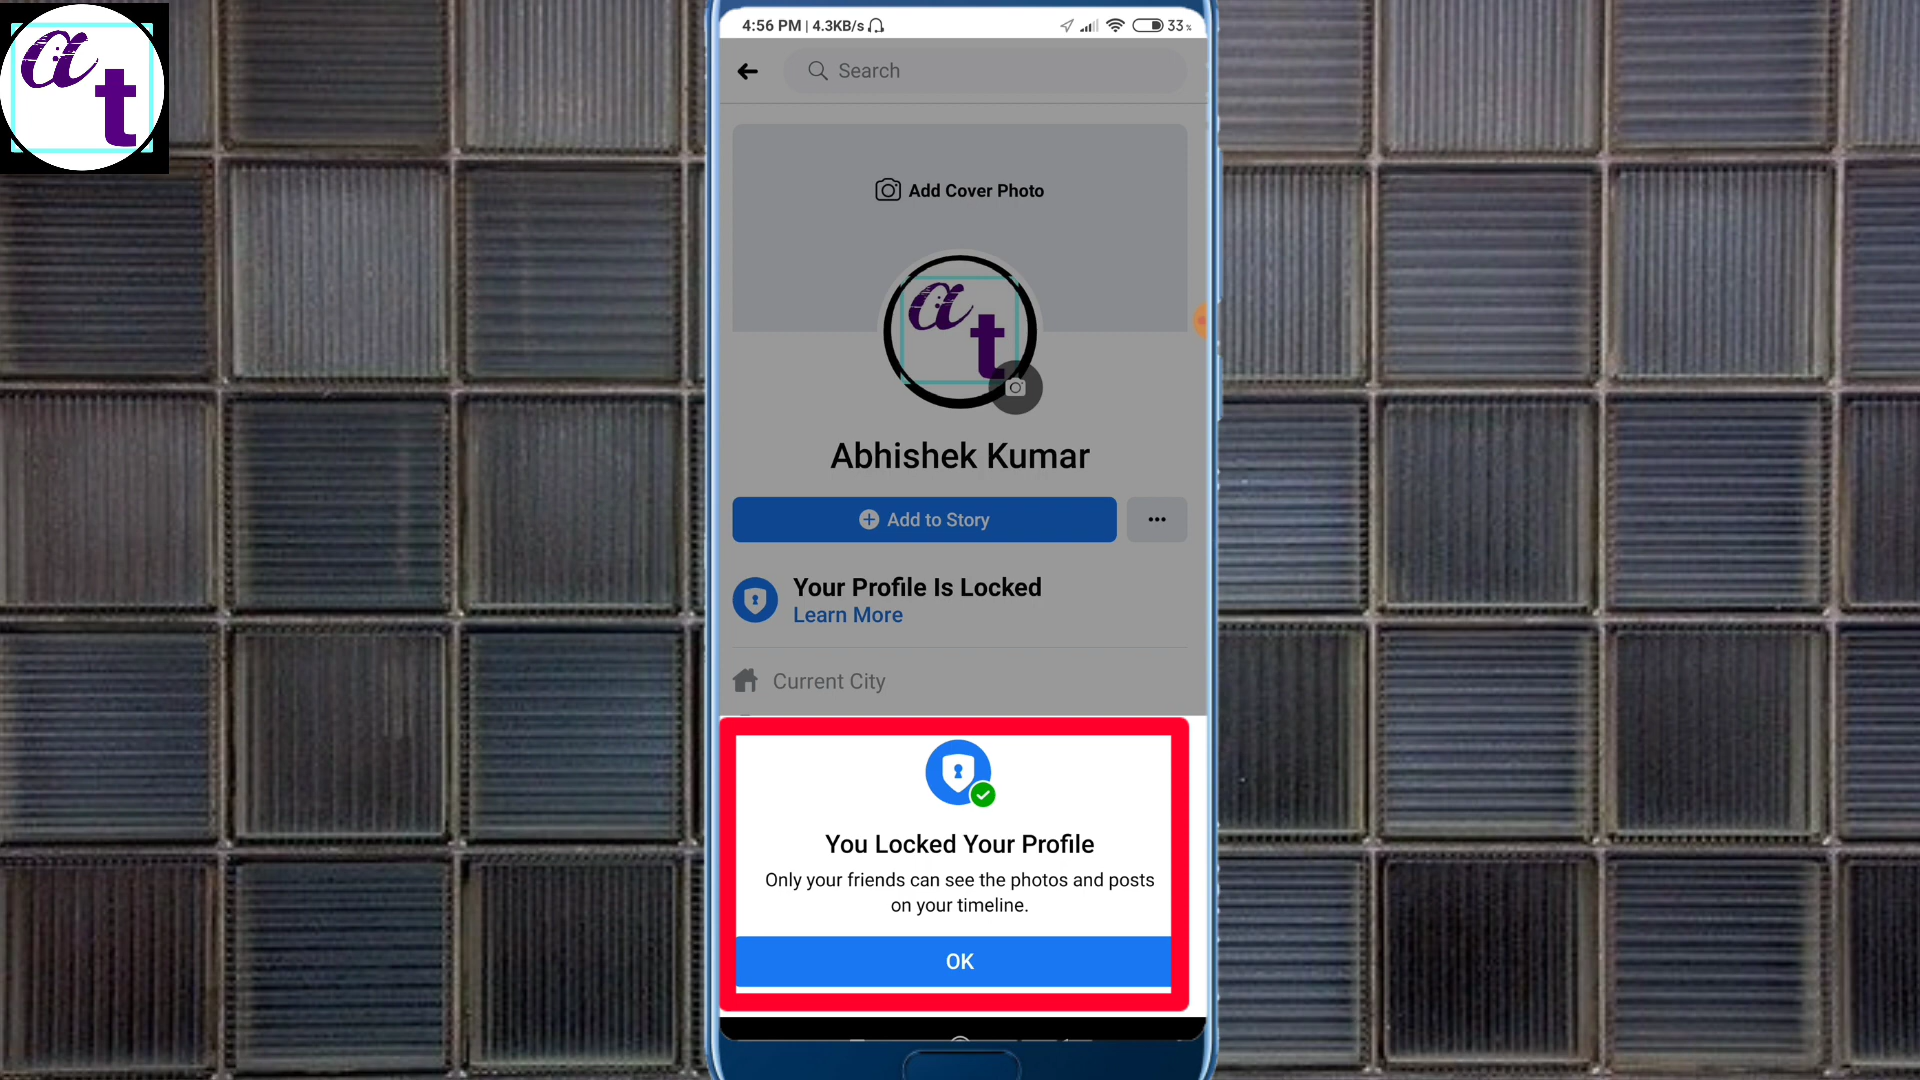 at
4:56 PM | 4.3KB/s
33%
Search
Add Cover Photo
at
Abhishek Kumar
Add to Story
Your Profile Is Locked
Learn More
Current City
You Locked Your Profile
Only your friends can see the photos and posts
on your timeline.
OK